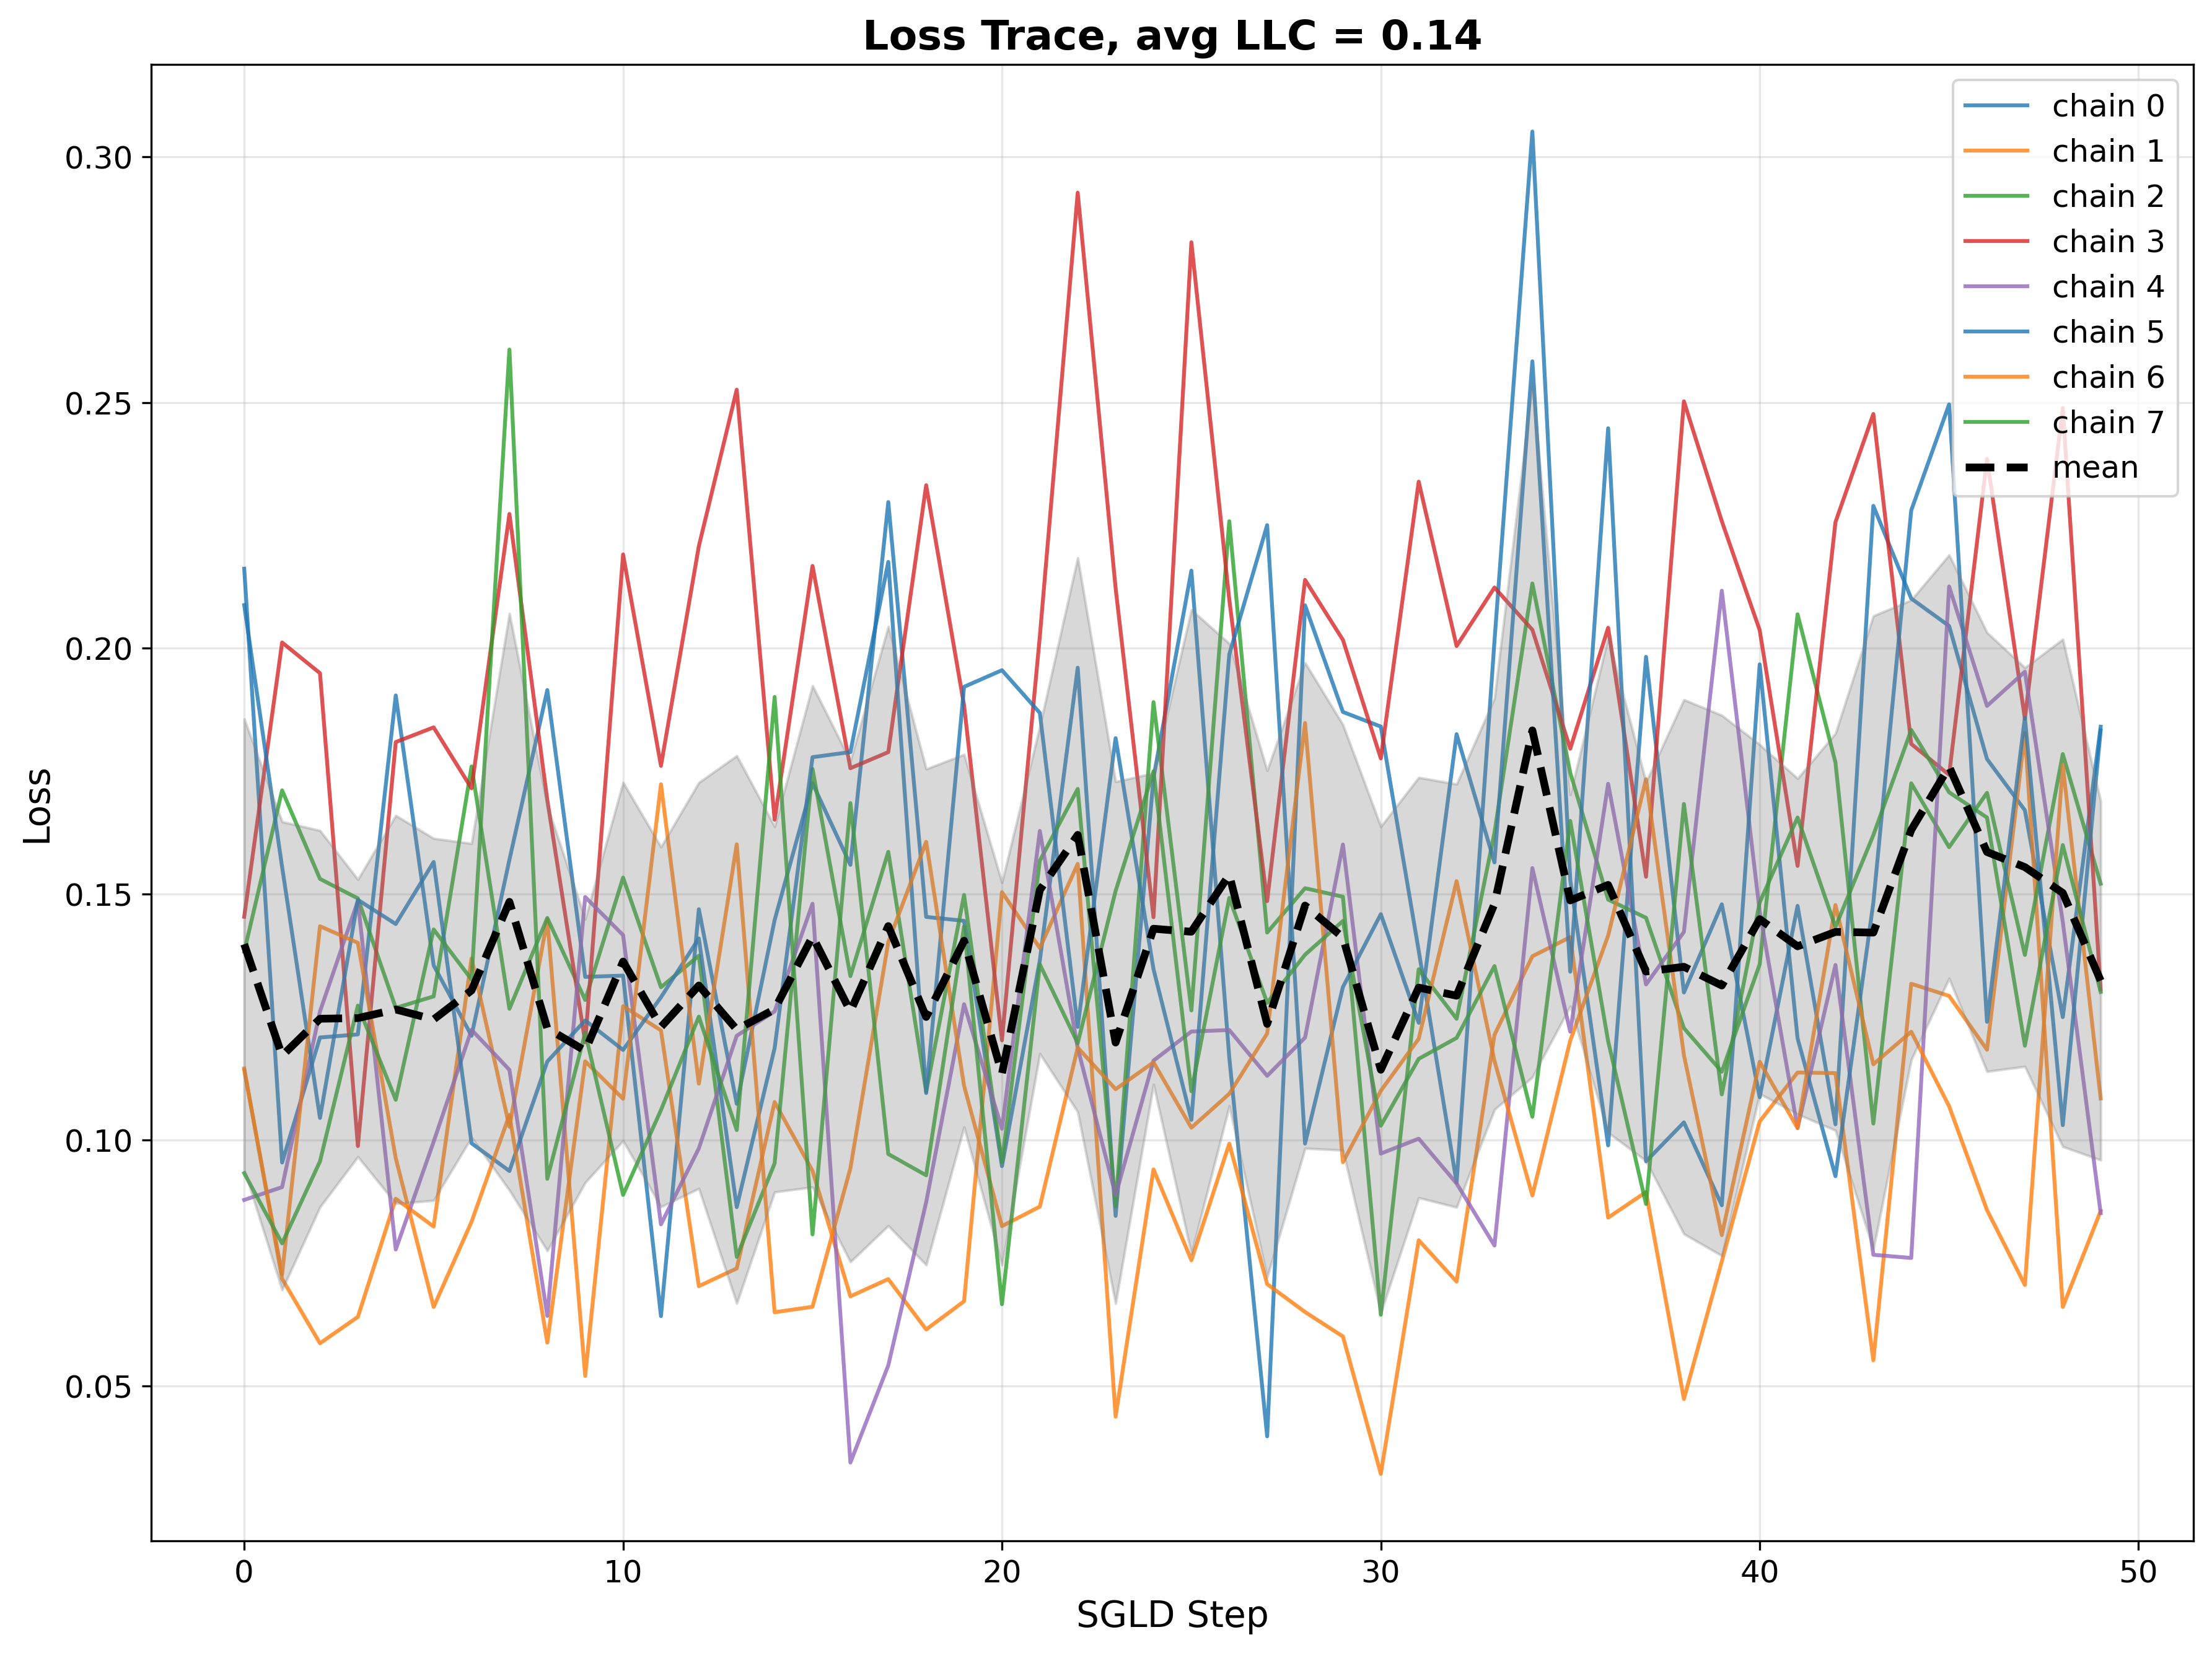 Loss Trace, avg LLC = 0.14
chain 0
chain 1
chain 2
chain 3
chain 4
chain 5
chain 6
chain 7
mean
0.30
0.25
0.20
0.15
0.10
0.05
Loss
0 10 20 30 40 50
SGLD Step